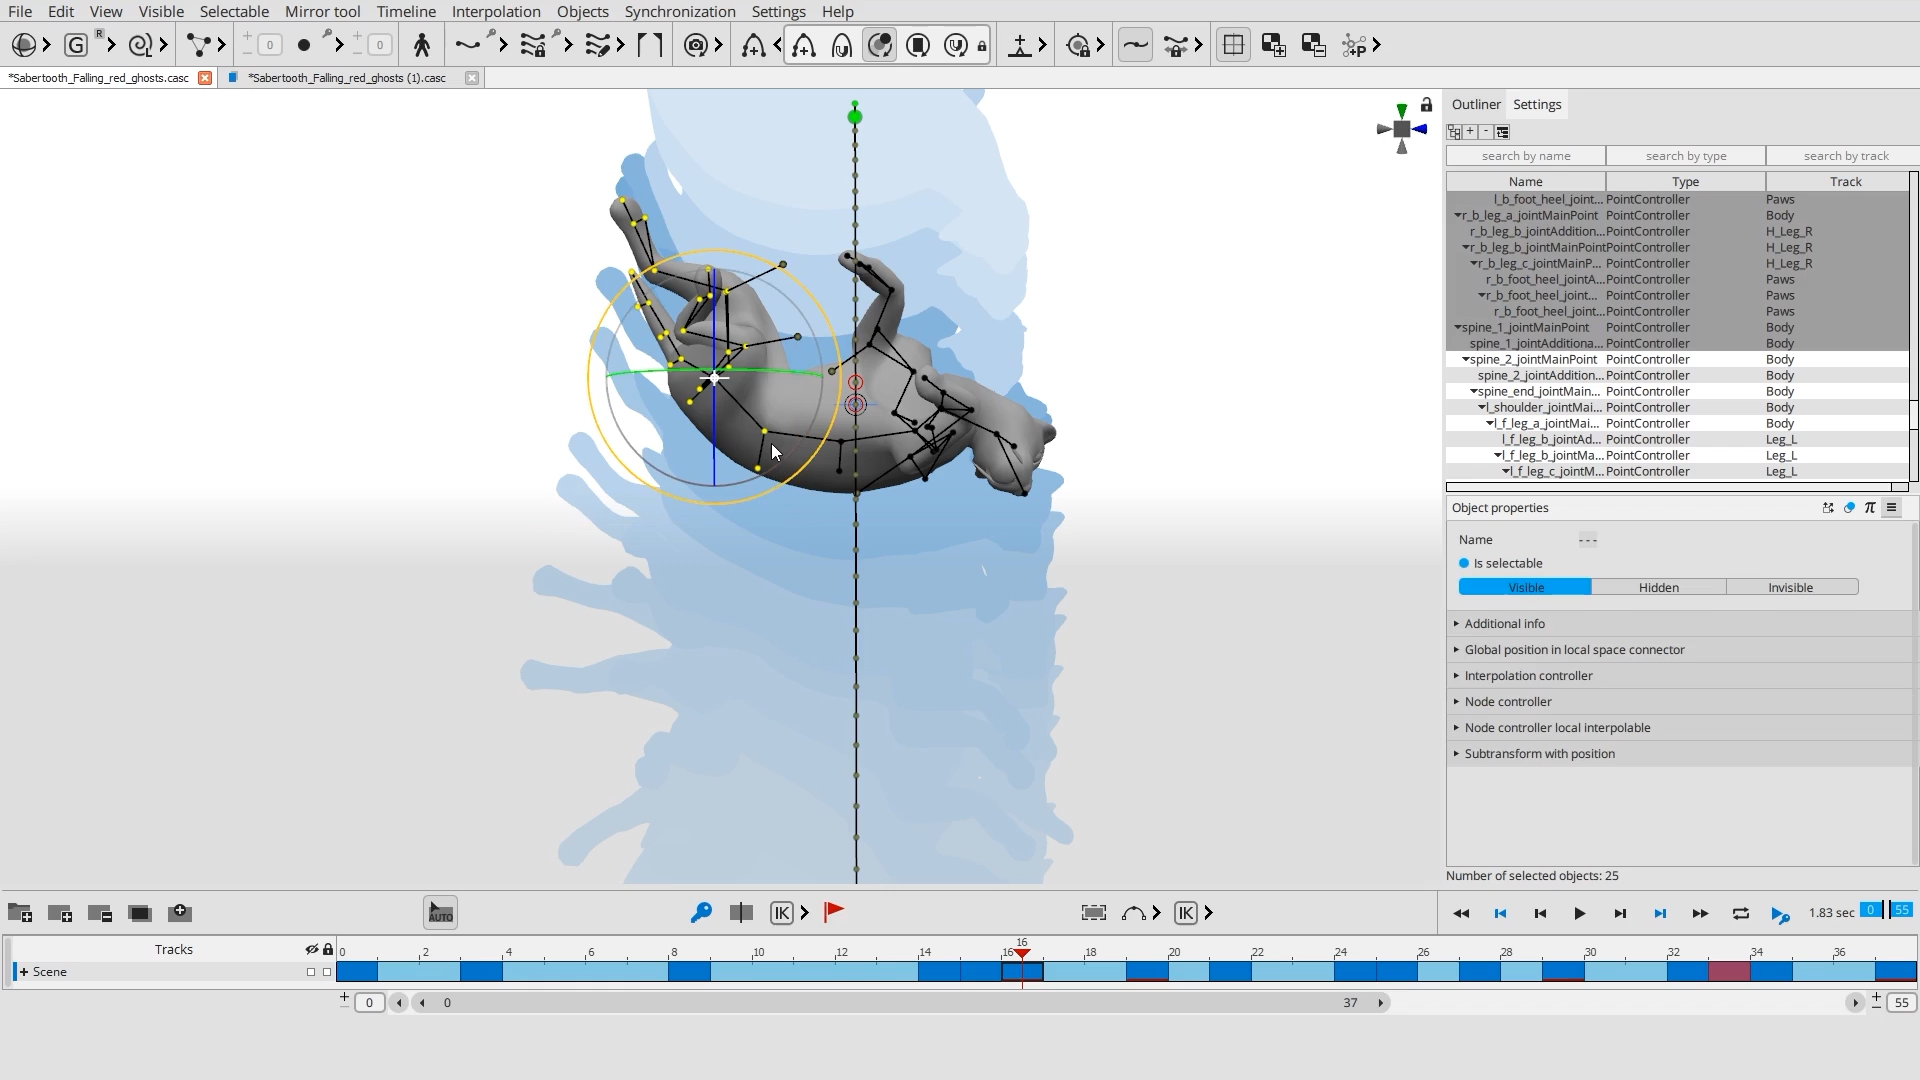 File Edit View Visible Selectable Mirror tool Timeline Interpolation Objects Synchronization Settings Help
G R 0 0 +P
*Sabertooth_Falling_red_ghosts.casc *Sabertooth_Falling_red_ghosts (1).casc
Outliner Settings
search by name search by type search by track
Name Type Track
l_b_foot_heel_joint... PointController Paws
r_b_leg_a_jointMainPoint PointController Body
r_b_leg_b_jointAddition... PointController H_Leg_R
r_b_leg_b_jointMainPoint PointController H_Leg_R
r_b_leg_c_jointMainP... PointController H_Leg_R
r_b_foot_heel_jointA... PointController Paws
r_b_foot_heel_joint... PointController Paws
r_b_foot_heel_joint... PointController Paws
spine_1_jointMainPoint PointController Body
spine_1_jointAdditiona... PointController Body
spine_2_jointMainPoint PointController Body
spine_2_jointAddition... PointController Body
spine_end_jointMain... PointController Body
l_shoulder_jointMai... PointController Body
l_f_leg_a_jointMai... PointController Body
l_f_leg_b_jointAd... PointController Leg_L
l_f_leg_b_jointMa... PointController Leg_L
l_f_leg_c_jointM... PointController Leg_L
Object properties π
Name ---
Is selectable
Visible Hidden Invisible
Additional info
Global position in local space connector
Interpolation controller
Node controller
Node controller local interpolable
Subtransform with position
Number of selected objects: 25
AUTO IK IK 1.83 sec 0 55
Tracks 0 2 4 6 8 10 12 14 16 16 18 20 22 24 26 28 30 32 34 36
+ Scene
0 0 37 55